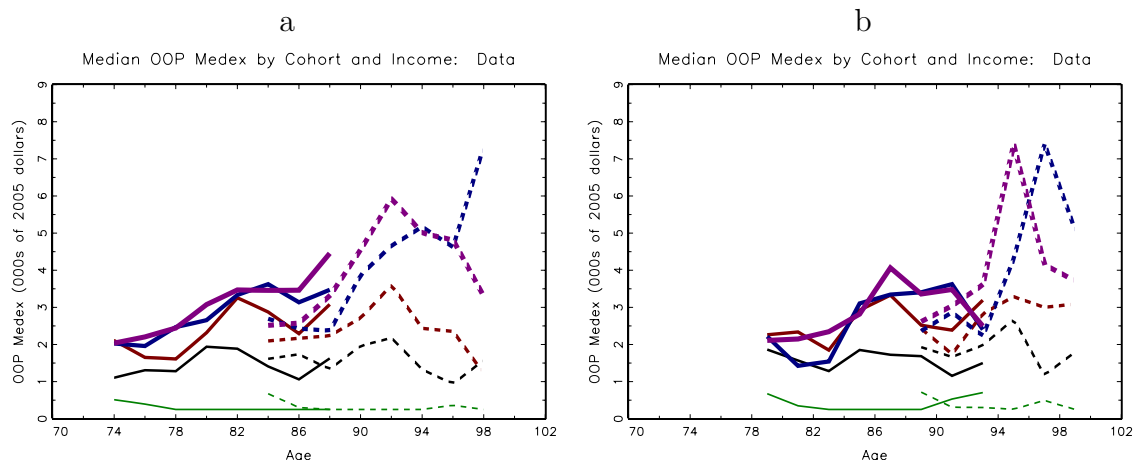 a
Median OOP Medex by Cohort and Income: Data
OOP Medex (000s of 2005 dollars)
9
8
7
6
5
4
3
2
1
0
70 74 78 82 86 90 94 98 102
Age
b
Median OOP Medex by Cohort and Income: Data
OOP Medex (000s of 2005 dollars)
9
8
7
6
5
4
3
2
1
0
70 74 78 82 86 90 94 98 102
Age